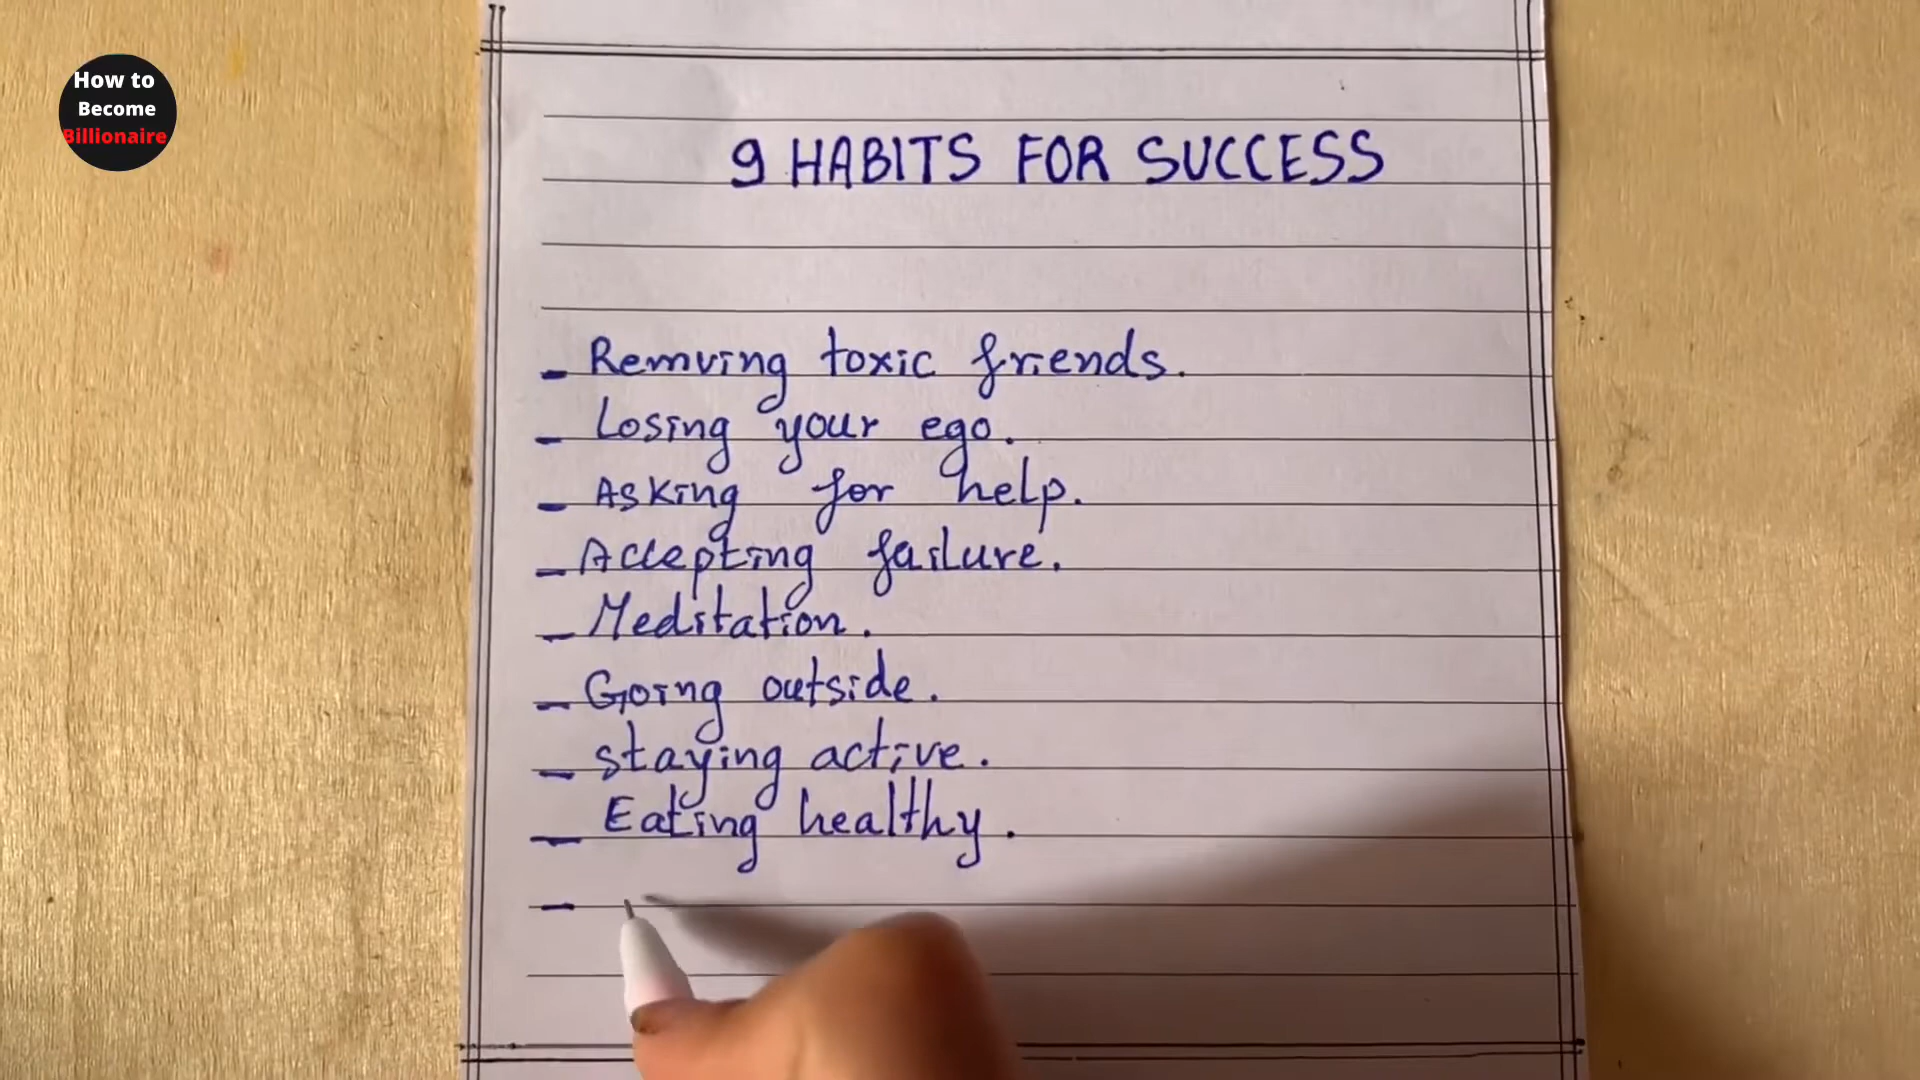 How to
Become
Billionaire
9 HABITS FOR SUCCESS
- Remving toxic friends.
- Losing your ego.
- Asking for help.
- Accepting failure.
- Meditation.
- Going outside.
- staying active.
- Eating healthy.
-